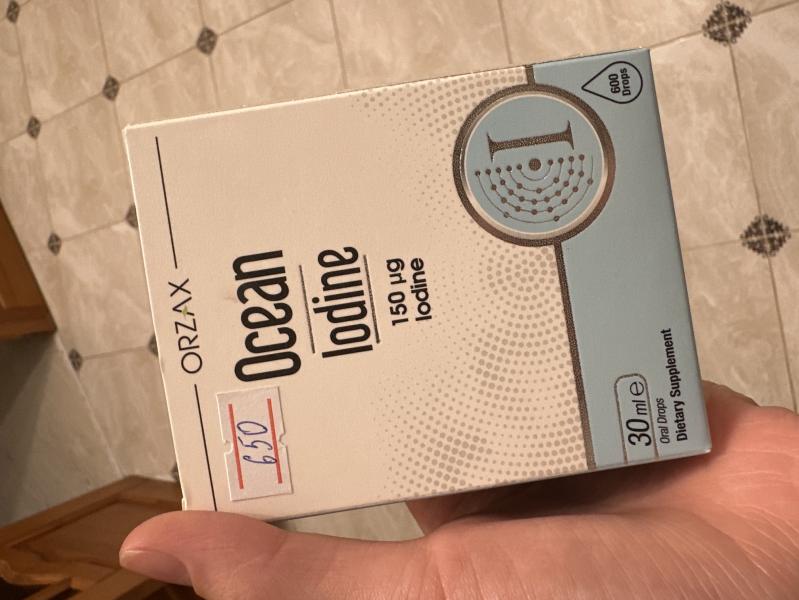 ORZAX
Ocean
Iodine
150 µg
Iodine
650
I
600
Drops
30 ml ℮
Oral Drops
Dietary Supplement